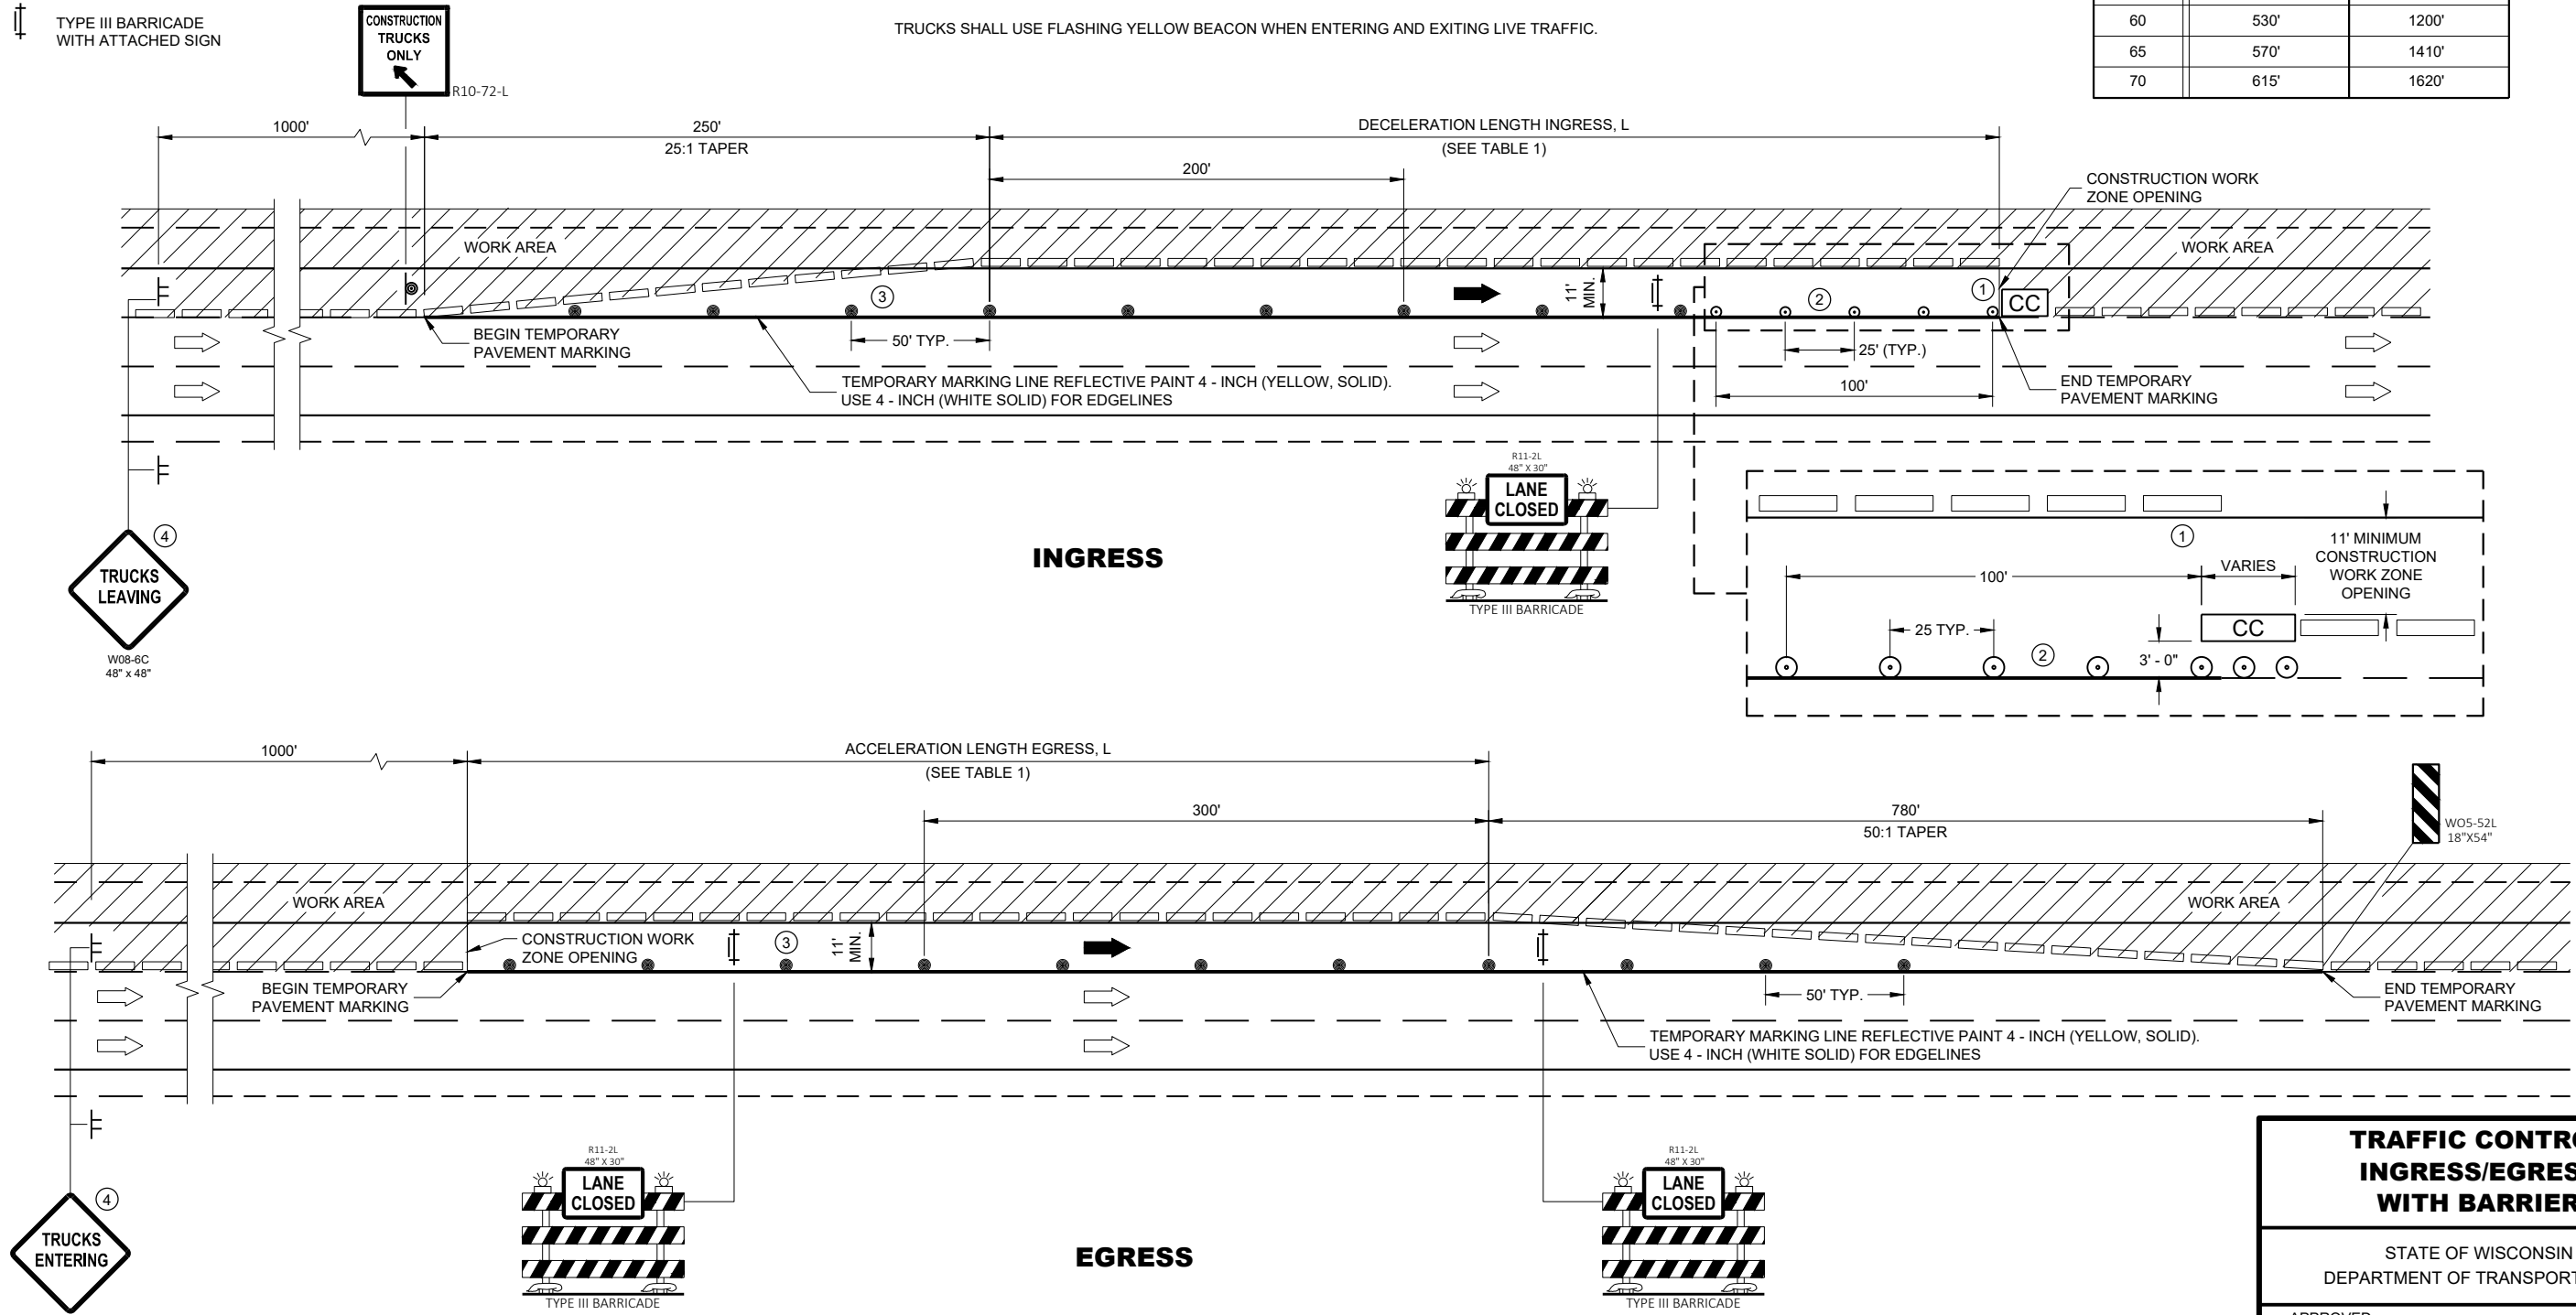 TYPE III BARRICADE
WITH ATTACHED SIGN
CONSTRUCTION
TRUCKS
ONLY
R10-72-L
TRUCKS SHALL USE FLASHING YELLOW BEACON WHEN ENTERING AND EXITING LIVE TRAFFIC.
60 530' 1200'
65 570' 1410'
70 615' 1620'
1000'
250'
25:1 TAPER
DECELERATION LENGTH INGRESS, L
(SEE TABLE 1)
200'
CONSTRUCTION WORK
ZONE OPENING
WORK AREA
WORK AREA
3
11'
MIN.
2
1
CC
BEGIN TEMPORARY
PAVEMENT MARKING
50' TYP.
25' (TYP.)
100'
TEMPORARY MARKING LINE REFLECTIVE PAINT 4 - INCH (YELLOW, SOLID).
USE 4 - INCH (WHITE SOLID) FOR EDGELINES
END TEMPORARY
PAVEMENT MARKING
4
TRUCKS
LEAVING
W08-6C
48" x 48"
INGRESS
R11-2L
48" X 30"
LANE
CLOSED
TYPE III BARRICADE
1
11' MINIMUM
CONSTRUCTION
WORK ZONE
OPENING
100'
VARIES
CC
25 TYP.
2
3' - 0"
1000'
ACCELERATION LENGTH EGRESS, L
(SEE TABLE 1)
300'
780'
50:1 TAPER
WO5-52L
18"X54"
WORK AREA
WORK AREA
CONSTRUCTION WORK
ZONE OPENING
3
11'
MIN.
BEGIN TEMPORARY
PAVEMENT MARKING
50' TYP.
END TEMPORARY
PAVEMENT MARKING
TEMPORARY MARKING LINE REFLECTIVE PAINT 4 - INCH (YELLOW, SOLID).
USE 4 - INCH (WHITE SOLID) FOR EDGELINES
4
TRUCKS
ENTERING
R11-2L
48" X 30"
LANE
CLOSED
TYPE III BARRICADE
EGRESS
R11-2L
48" X 30"
LANE
CLOSED
TYPE III BARRICADE
TRAFFIC CONTRO
INGRESS/EGRES
WITH BARRIER
STATE OF WISCONSIN
DEPARTMENT OF TRANSPORT